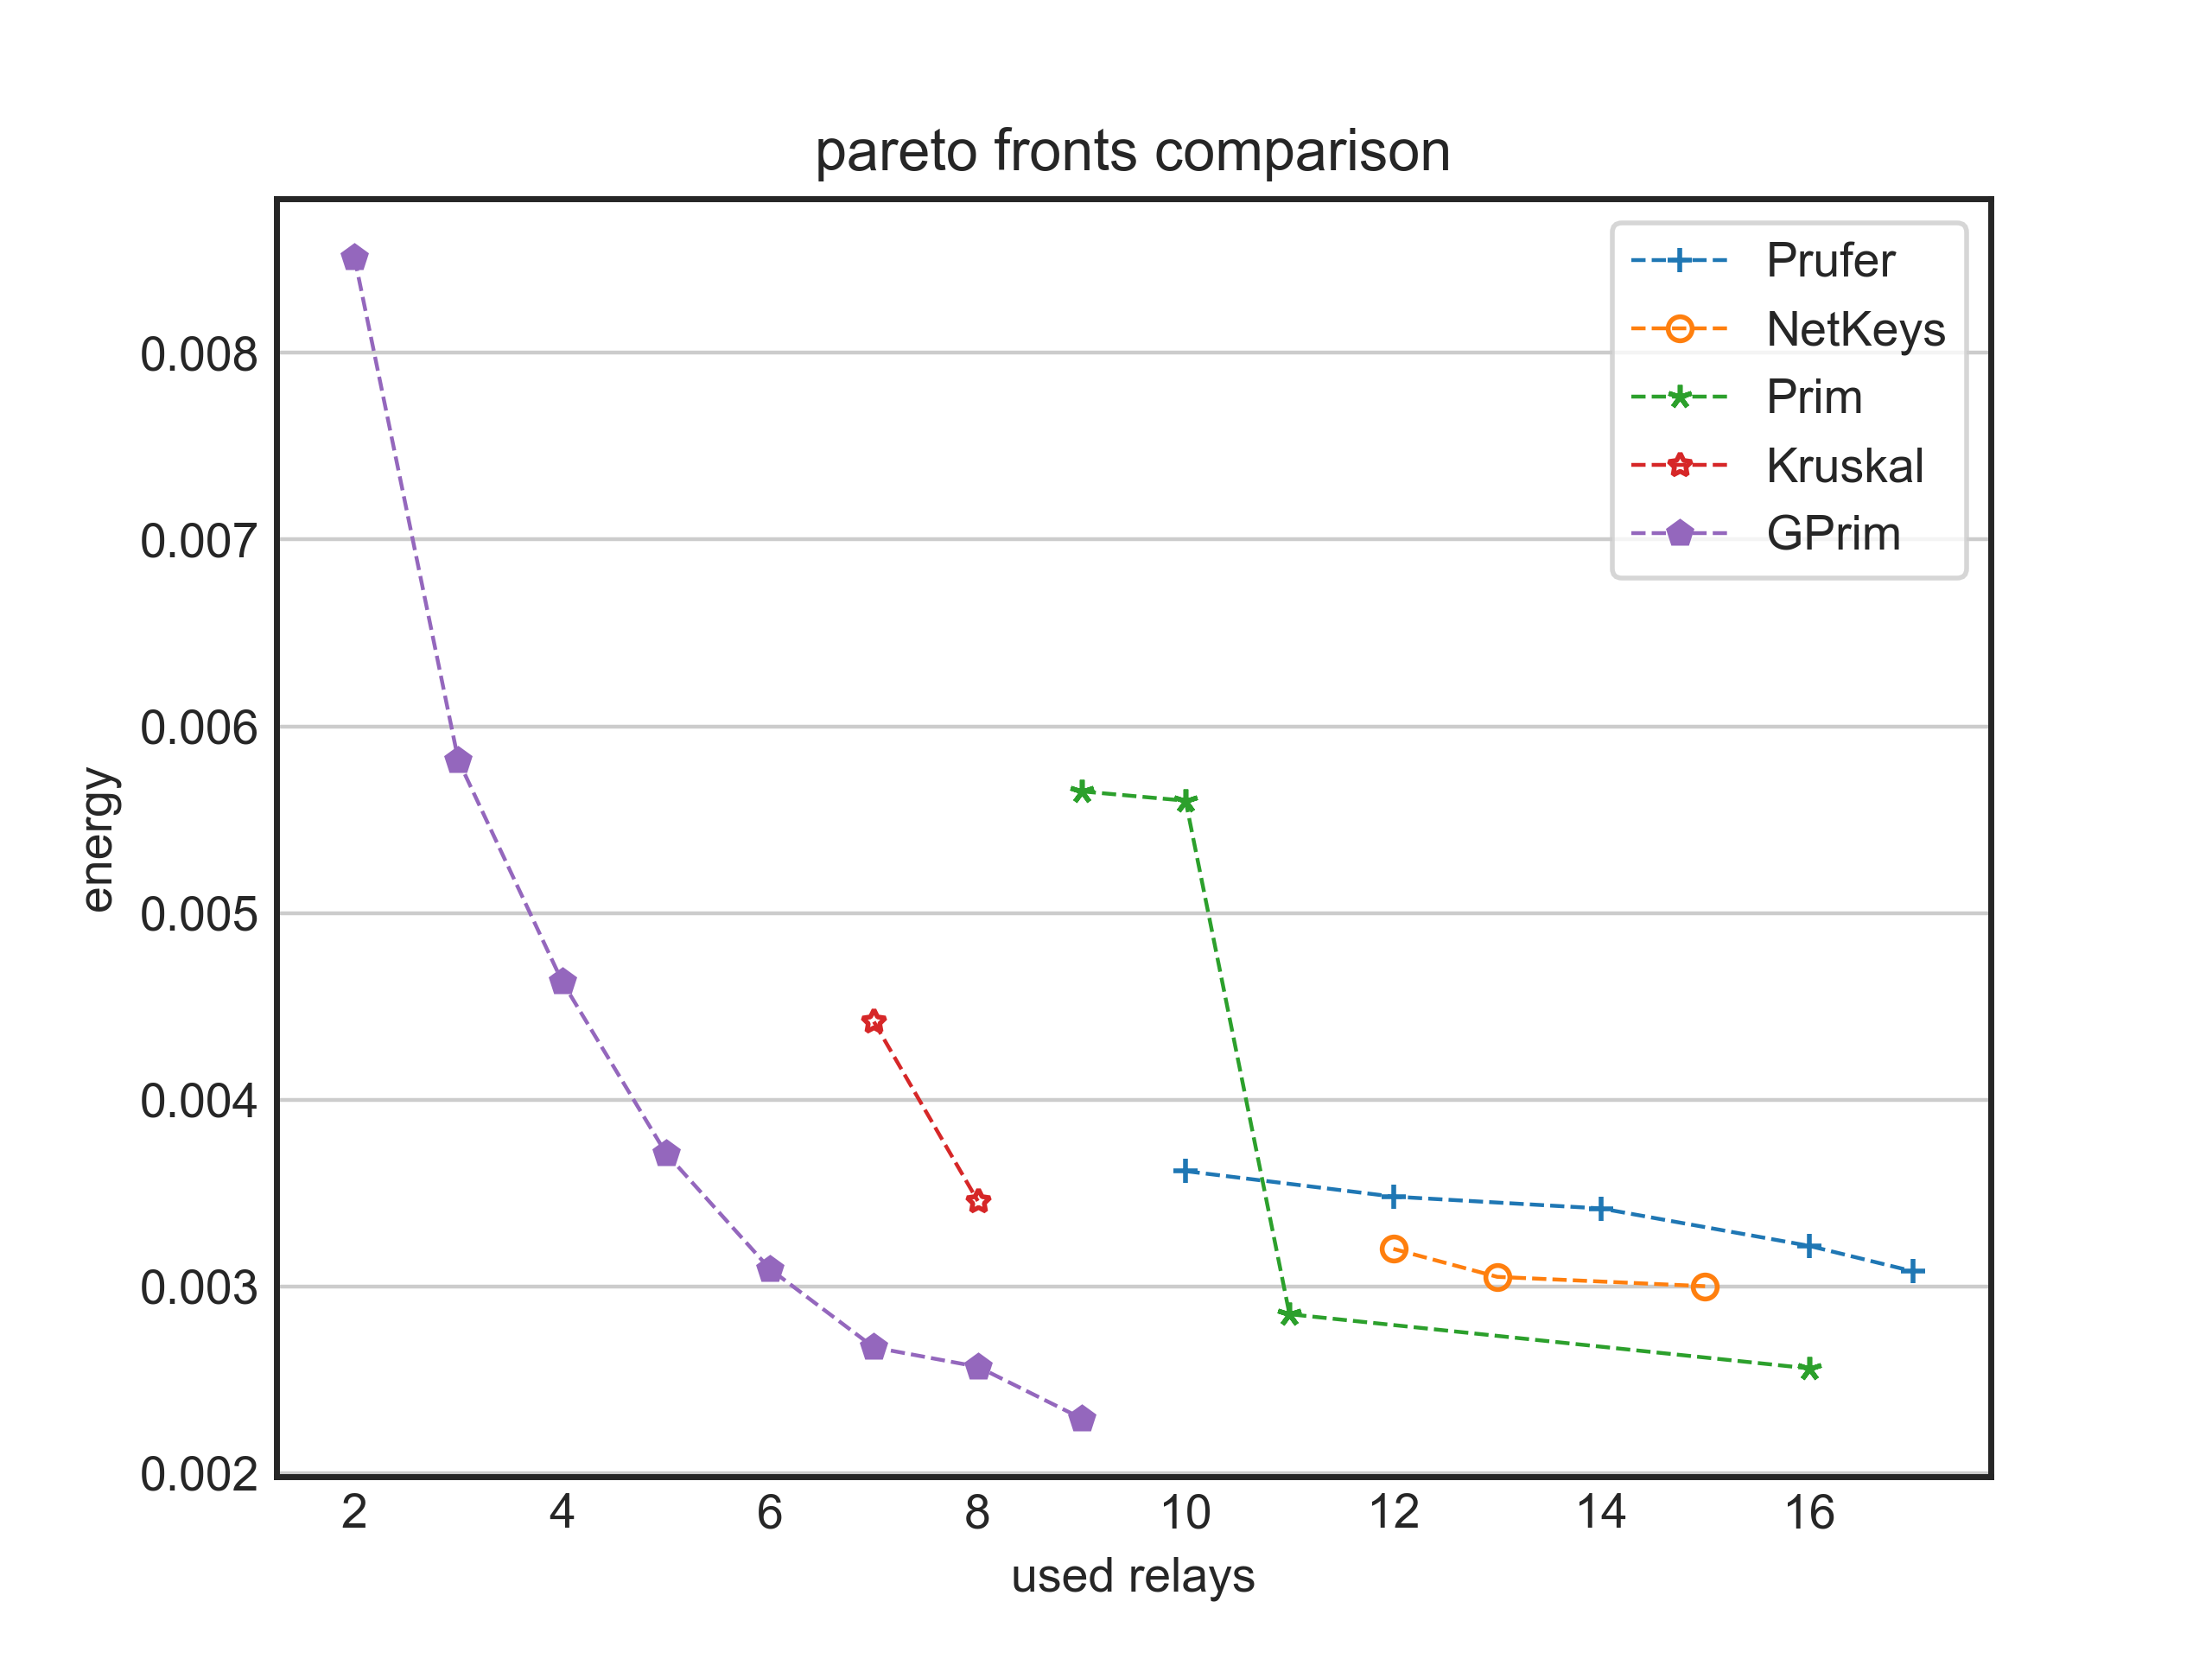 pareto fronts comparison
Prufer
NetKeys
Prim
Kruskal
GPrim
energy
0.008
0.007
0.006
0.005
0.004
0.003
0.002
2 4 6 8 10 12 14 16
used relays